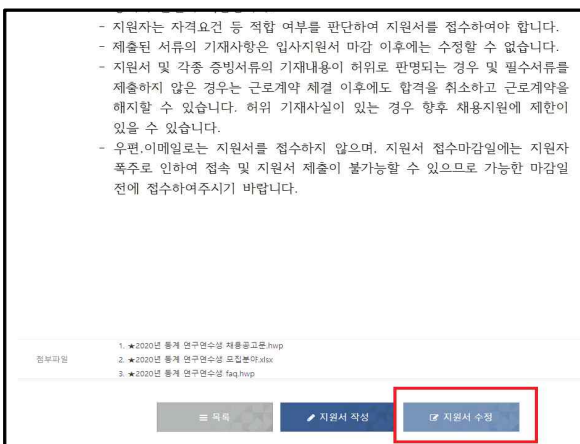 - 지원자는 자격요건 등 적합 여부를 판단하여 지원서를 접수하여야 합니다.
- 제출된 서류의 기재사항은 입사지원서 마감 이후에는 수정할 수 없습니다.
- 지원서 및 각종 증빙서류의 기재내용이 허위로 판명되는 경우 및 필수서류를
제출하지 않은 경우는 근로계약 체결 이후에도 합격을 취소하고 근로계약을
해지할 수 있습니다. 허위 기재사실이 있는 경우 향후 채용지원에 제한이
있을 수 있습니다.
- 우편,이메일로는 지원서를 접수하지 않으며, 지원서 접수마감일에는 지원자
폭주로 인하여 접속 및 지원서 제출이 불가능할 수 있으므로 가능한 마감일
전에 접수하여주시기 바랍니다.
첨부파일
1. ★2020년 동계 연구연수생 채용공고문.hwp
2. ★2020년 동계 연구연수생 모집분야.xlsx
3. ★2020년 동계 연구연수생 faq.hwp
목록
지원서 작성
지원서 수정